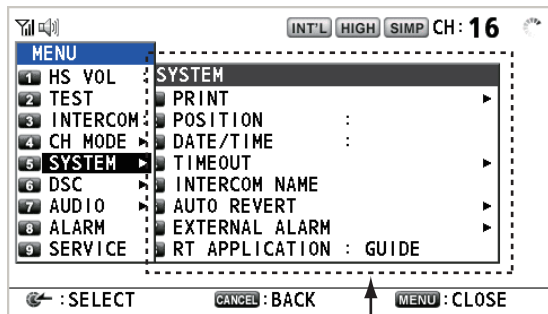 INT'L HIGH SIMP CH: 16
MENU
1 HS VOL :
2 TEST
3 INTERCOM:
4 CH MODE
5 SYSTEM
6 DSC
7 AUDIO
8 ALARM
9 SERVICE
SYSTEM
PRINT
POSITION :
DATE/TIME :
TIMEOUT
INTERCOM NAME
AUTO REVERT
EXTERNAL ALARM
RT APPLICATION : GUIDE
:SELECT CANCEL:BACK MENU:CLOSE